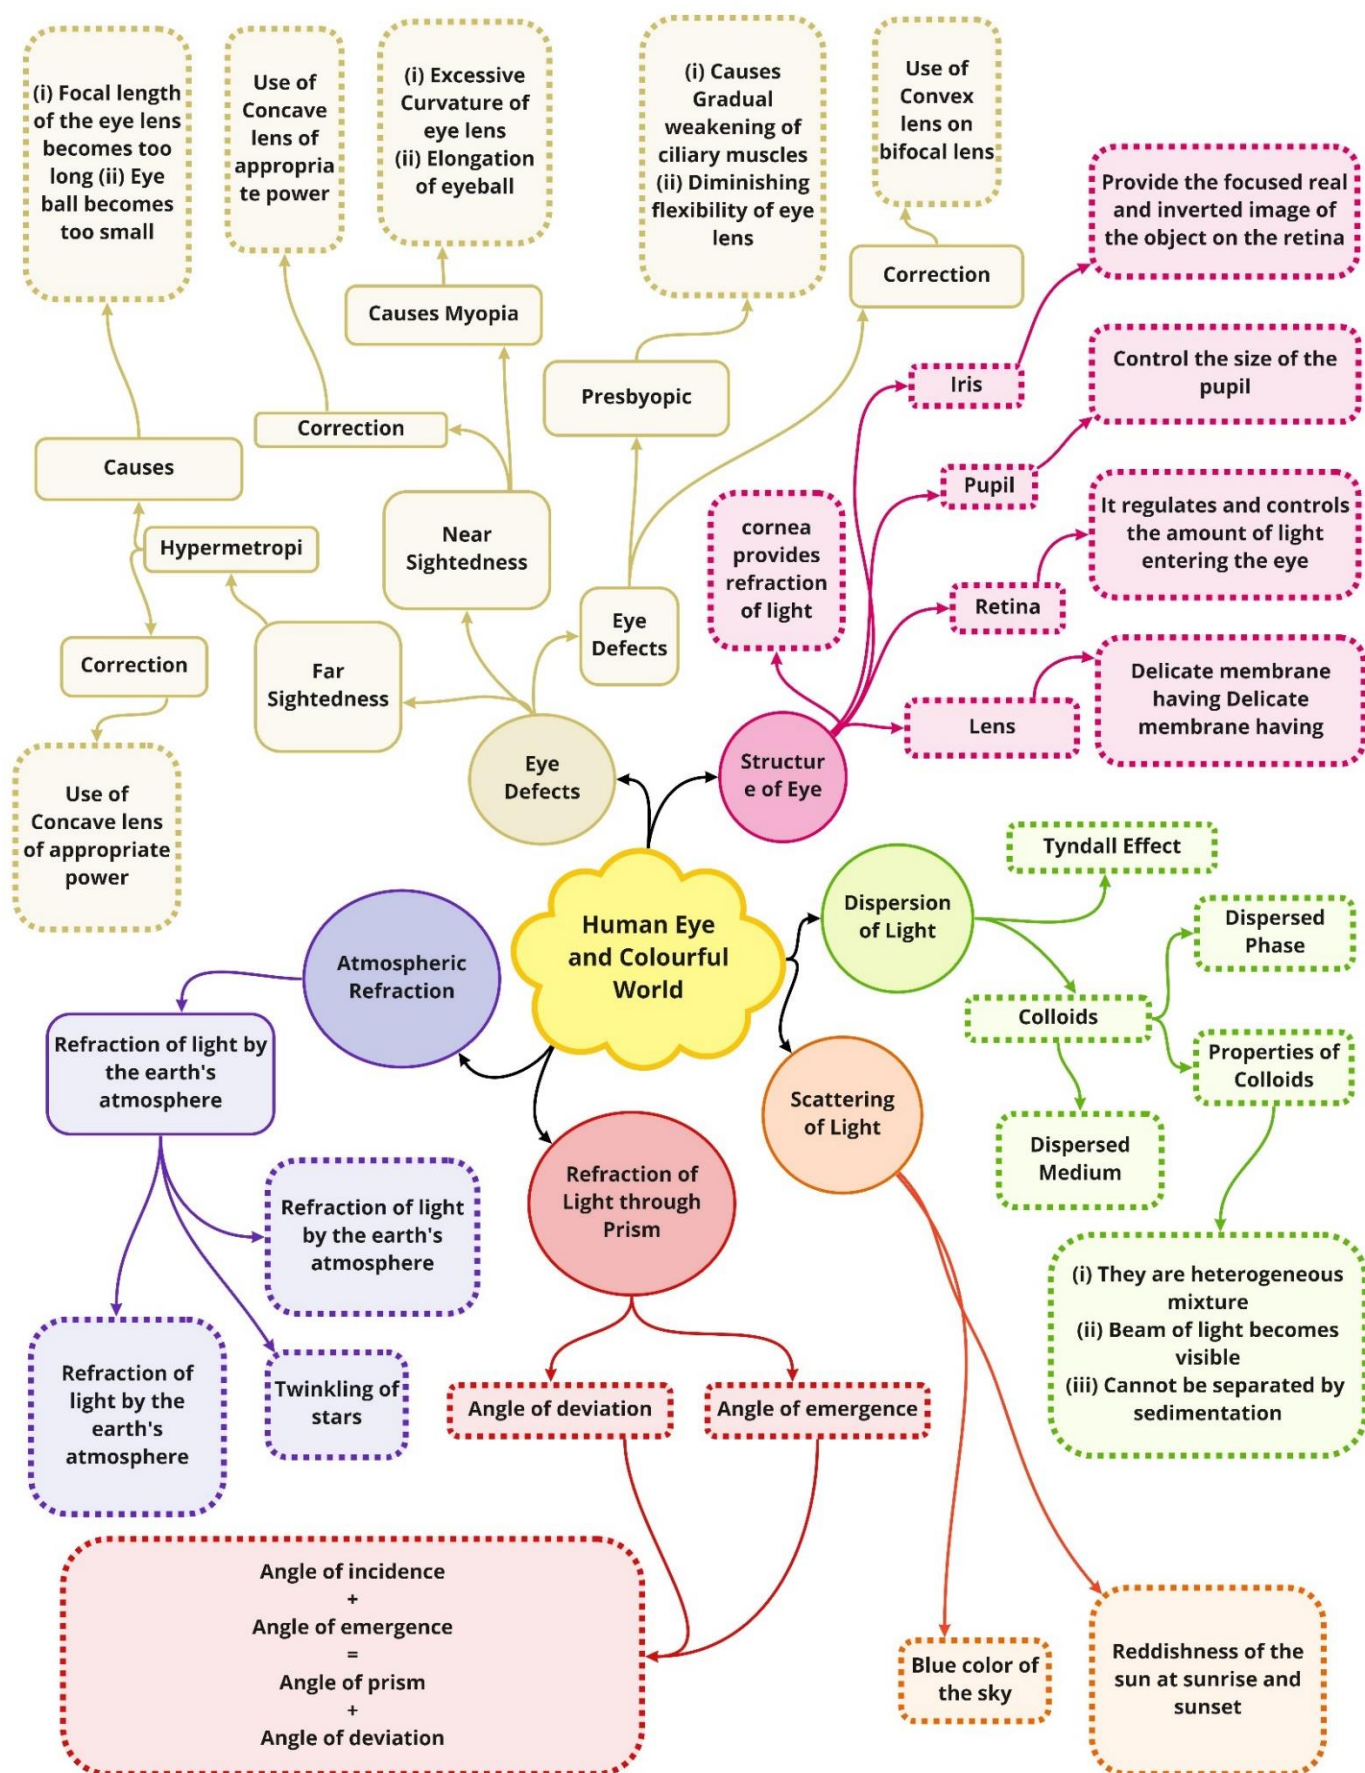 (i) Focal length
of the eye lens
becomes too
long (ii) Eye
ball becomes
too small
Use of
Concave
lens of
appropria
te power
(i) Excessive
Curvature of
eye lens
(ii) Elongation
of eyeball
(i) Causes
Gradual
weakening of
ciliary muscles
(ii) Diminishing
flexibility of eye
lens
Use of
Convex
lens on
bifocal lens
Provide the focused real
and inverted image of
the object on the retina
Correction
Causes Myopia
Iris
Control the size of the
pupil
Presbyopic
Correction
Causes
Pupil
It regulates and controls
the amount of light
entering the eye
Near
Sightedness
cornea
provides
refraction
of light
Hypermetropi
Retina
Eye
Defects
Correction
Far
Sightedness
Delicate membrane
having Delicate
membrane having
Lens
Eye
Defects
Structur
e of Eye
Use of
Concave lens
of appropriate
power
Tyndall Effect
Dispersion
of Light
Dispersed
Phase
Human Eye
and Colourful
World
Atmospheric
Refraction
Colloids
Properties of
Colloids
Refraction of light by
the earth's
atmosphere
Scattering
of Light
Dispersed
Medium
Refraction of
Light through
Prism
Refraction of light
by the earth's
atmosphere
(i) They are heterogeneous
mixture
(ii) Beam of light becomes
visible
(iii) Cannot be separated by
sedimentation
Refraction of
light by the
earth's
atmosphere
Twinkling of
stars
Angle of deviation
Angle of emergence
Angle of incidence
+
Angle of emergence
=
Angle of prism
+
Angle of deviation
Blue color of
the sky
Reddishness of the
sun at sunrise and
sunset